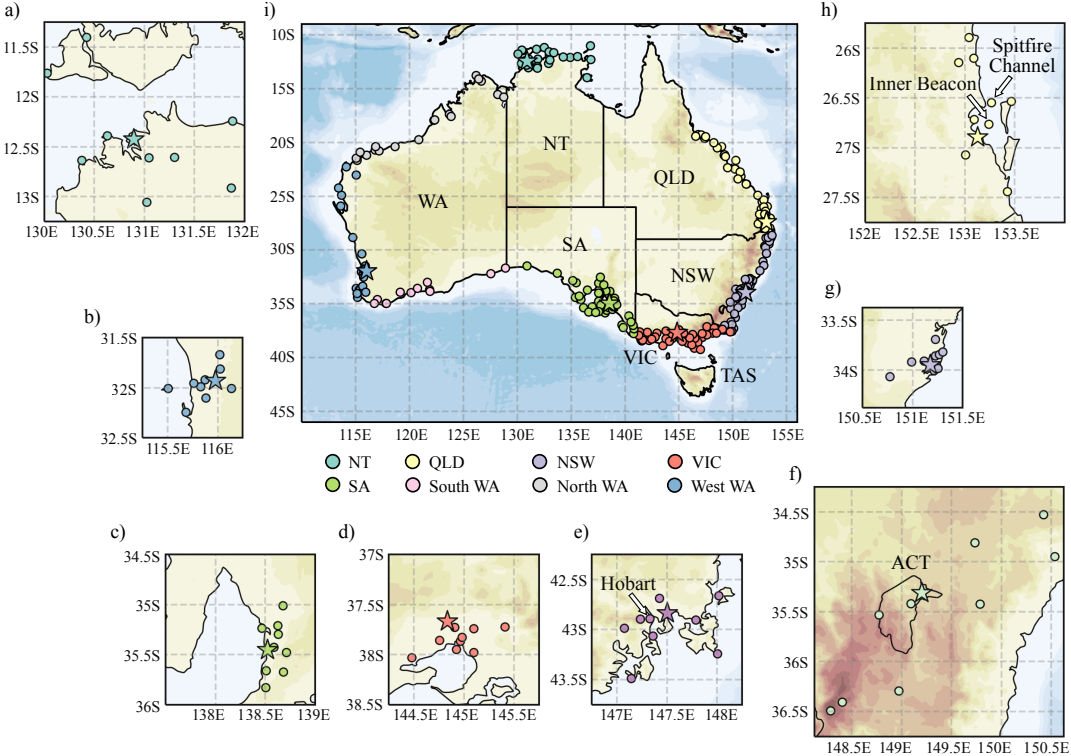 a)
11.5S
12S
12.5S
13S
130E 130.5E 131E 131.5E 132E
b)
31.5S
32S
32.5S
115.5E 116E
i)
10S
15S
20S
25S
30S
35S
40S
45S
115E 120E 125E 130E 135E 140E 145E 150E 155E
NT
QLD
WA
SA
NSW
VIC
TAS
NT QLD NSW VIC
SA South WA North WA West WA
h)
26S
26.5S
27S
27.5S
152E 152.5E 153E 153.5E
Spitfire
Channel
Inner Beacon
g)
33.5S
34S
150.5E 151E 151.5E
c)
34.5S
35S
35.5S
36S
138E 138.5E 139E
d)
37S
37.5S
38S
38.5S
144.5E 145E 145.5E
e)
42.5S
43S
43.5S
147E 147.5E 148E
Hobart
f)
34.5S
35S
35.5S
36S
36.5S
148.5E 149E 149.5E 150E 150.5E
ACT